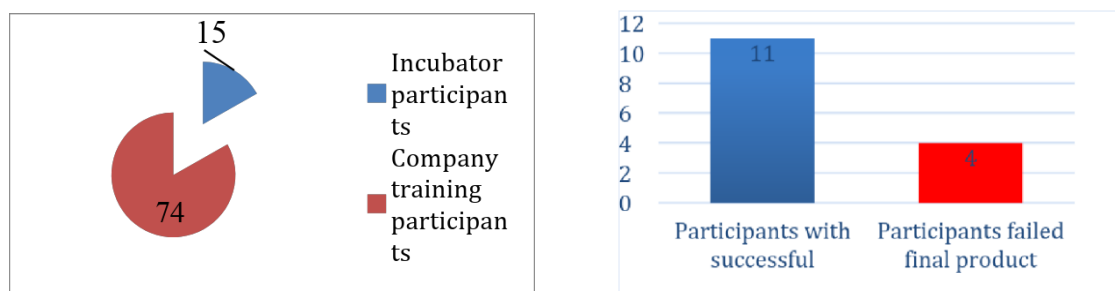 15
74
Incubator
participan
ts
Company
training
participan
ts
12
10
8
6
4
2
0
11
4
Participants with
successful
Participants failed
final product